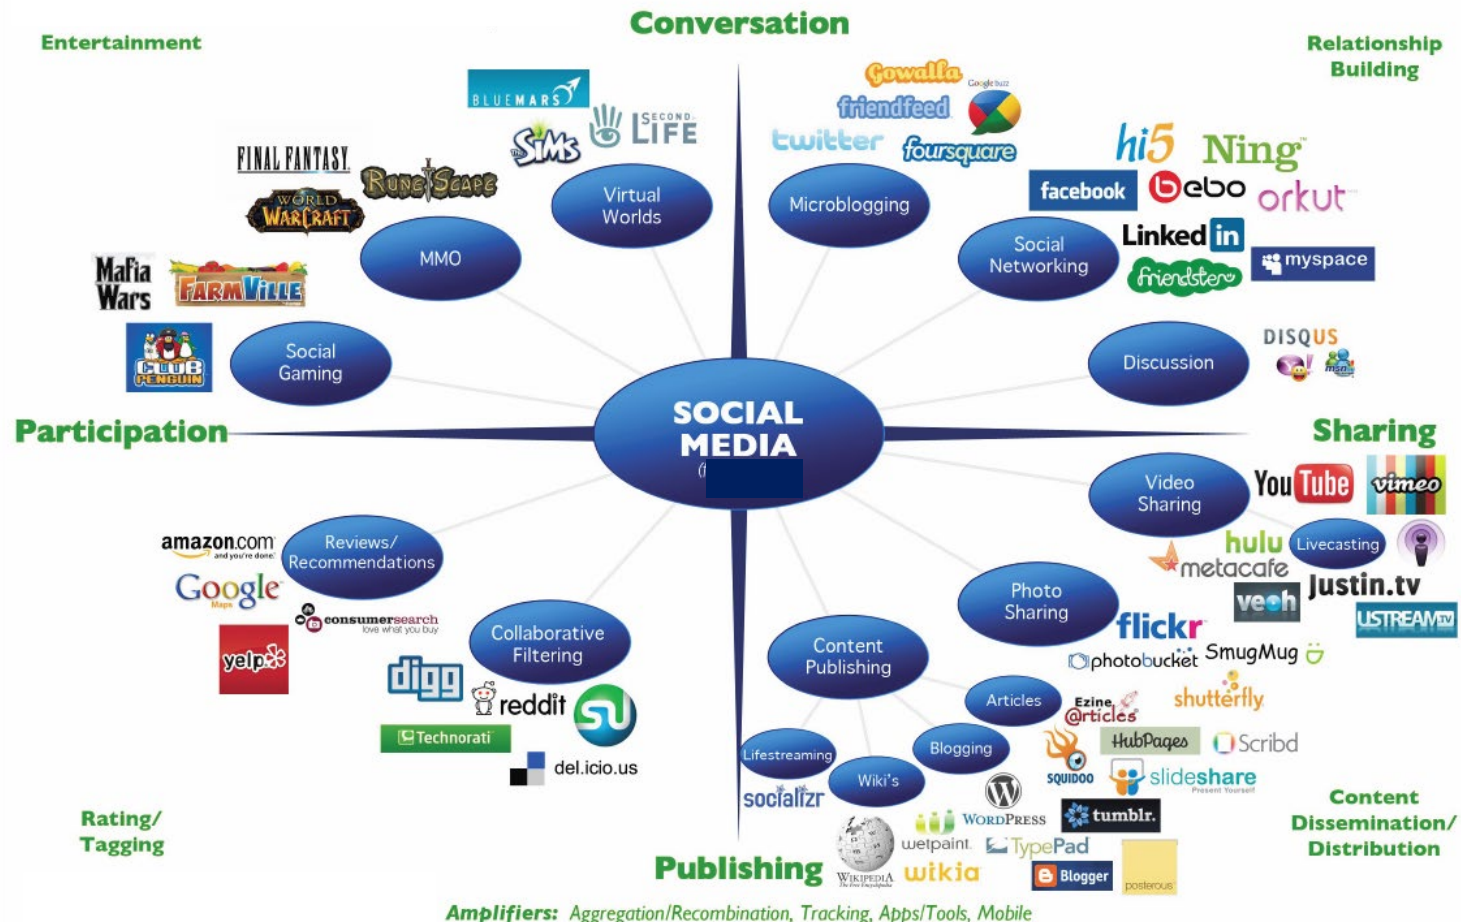 Conversation
Entertainment
Relationship
Building
BLUEMARS
THE SIMS
SECOND
LIFE
Gowalla
Google buzz
friendfeed
twitter
foursquare
hi5
Ning
facebook
bebo
orkut
Linked in
friendster
myspace
FINAL FANTASY
WORLD
WARCRAFT
RUNESCAPE
Virtual
Worlds
Microblogging
MMO
Social
Networking
Mafia
Wars
FARMVILLE
CLUB
PENGUIN
Social
Gaming
Discussion
DISQUS
Y!
msn
SOCIAL
MEDIA
Participation
Sharing
Video
Sharing
YouTube
vimeo
Livecasting
hulu
metacafe
veoh
justin.tv
USTREAM TV
amazon.com
and you're done.
Reviews/
Recommendations
Google
Maps
consumersearch
love what you buy
yelp
Collaborative
Filtering
digg
reddit
su
Technorati
del.icio.us
Photo
Sharing
flickr
photobucket
SmugMug
shutterfly
Content
Publishing
Articles
Ezine
@rticles
HubPages
Scribd
SQUIDOO
slideshare
Present Yourself
Lifestreaming
socializr
Wiki's
Blogging
WORDPRESS
tumblr.
wetpaint
TypePad
WIKIPEDIA
The Free Encyclopedia
wikia
Blogger
posterous
Rating/
Tagging
Publishing
Content
Dissemination/
Distribution
Amplifiers: Aggregation/Recombination, Tracking, Apps/Tools, Mobile